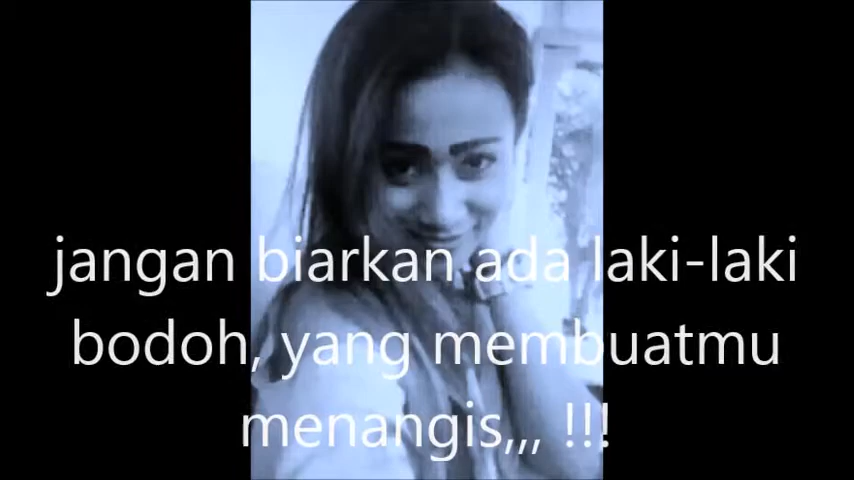 jangan biarkan ada laki-laki
bodoh, yang membuatmu
menangis,,, !!!